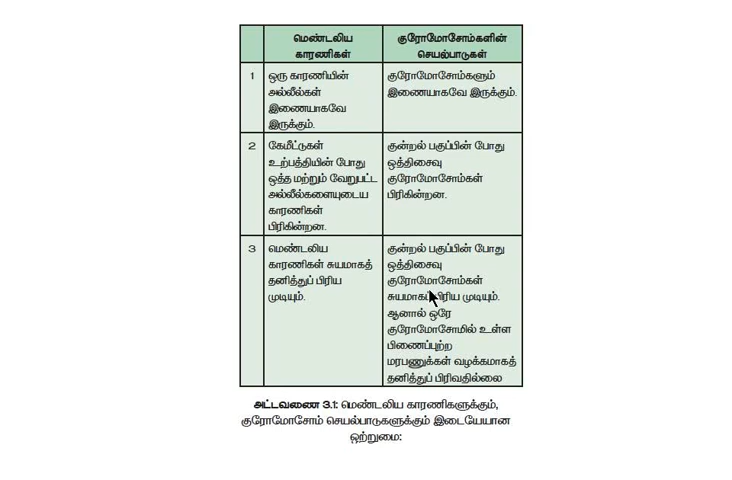 மெண்டலிய
காரணிகள்
குரோமோசோம்களின்
செயல்பாடுகள்
1
ஒரு காரணியின்
அல்லீல்கள்
இணையாகவே
இருக்கும்.
குரோமோசோம்களும்
இணையாகவே இருக்கும்.
2
கேமீட்டுகள்
உற்பத்தியின் போது
ஒத்த மற்றும் வேறுபட்ட
அல்லீல்களையுடைய
காரணிகள்
பிரிகின்றன.
குன்றல் பகுப்பின் போது
ஒத்திசைவு
குரோமோசோம்கள்
பிரிகின்றன.
3
மெண்டலிய
காரணிகள் சுயமாகத்
தனித்துப் பிரிய
முடியும்.
குன்றல் பகுப்பின் போது
ஒத்திசைவு
குரோமோசோம்கள்
சுயமாகப் பிரிய முடியும்.
ஆனால் ஒரே
குரோமோசோமில் உள்ள
பிணைப்புற்ற
மரபணுக்கள் வழக்கமாகத்
தனித்துப் பிரிவதில்லை
அட்டவணை 3.1: மெண்டலிய காரணிகளுக்கும்,
குரோமோசோம் செயல்பாடுகளுக்கும் இடையேயான
ஒற்றுமை: